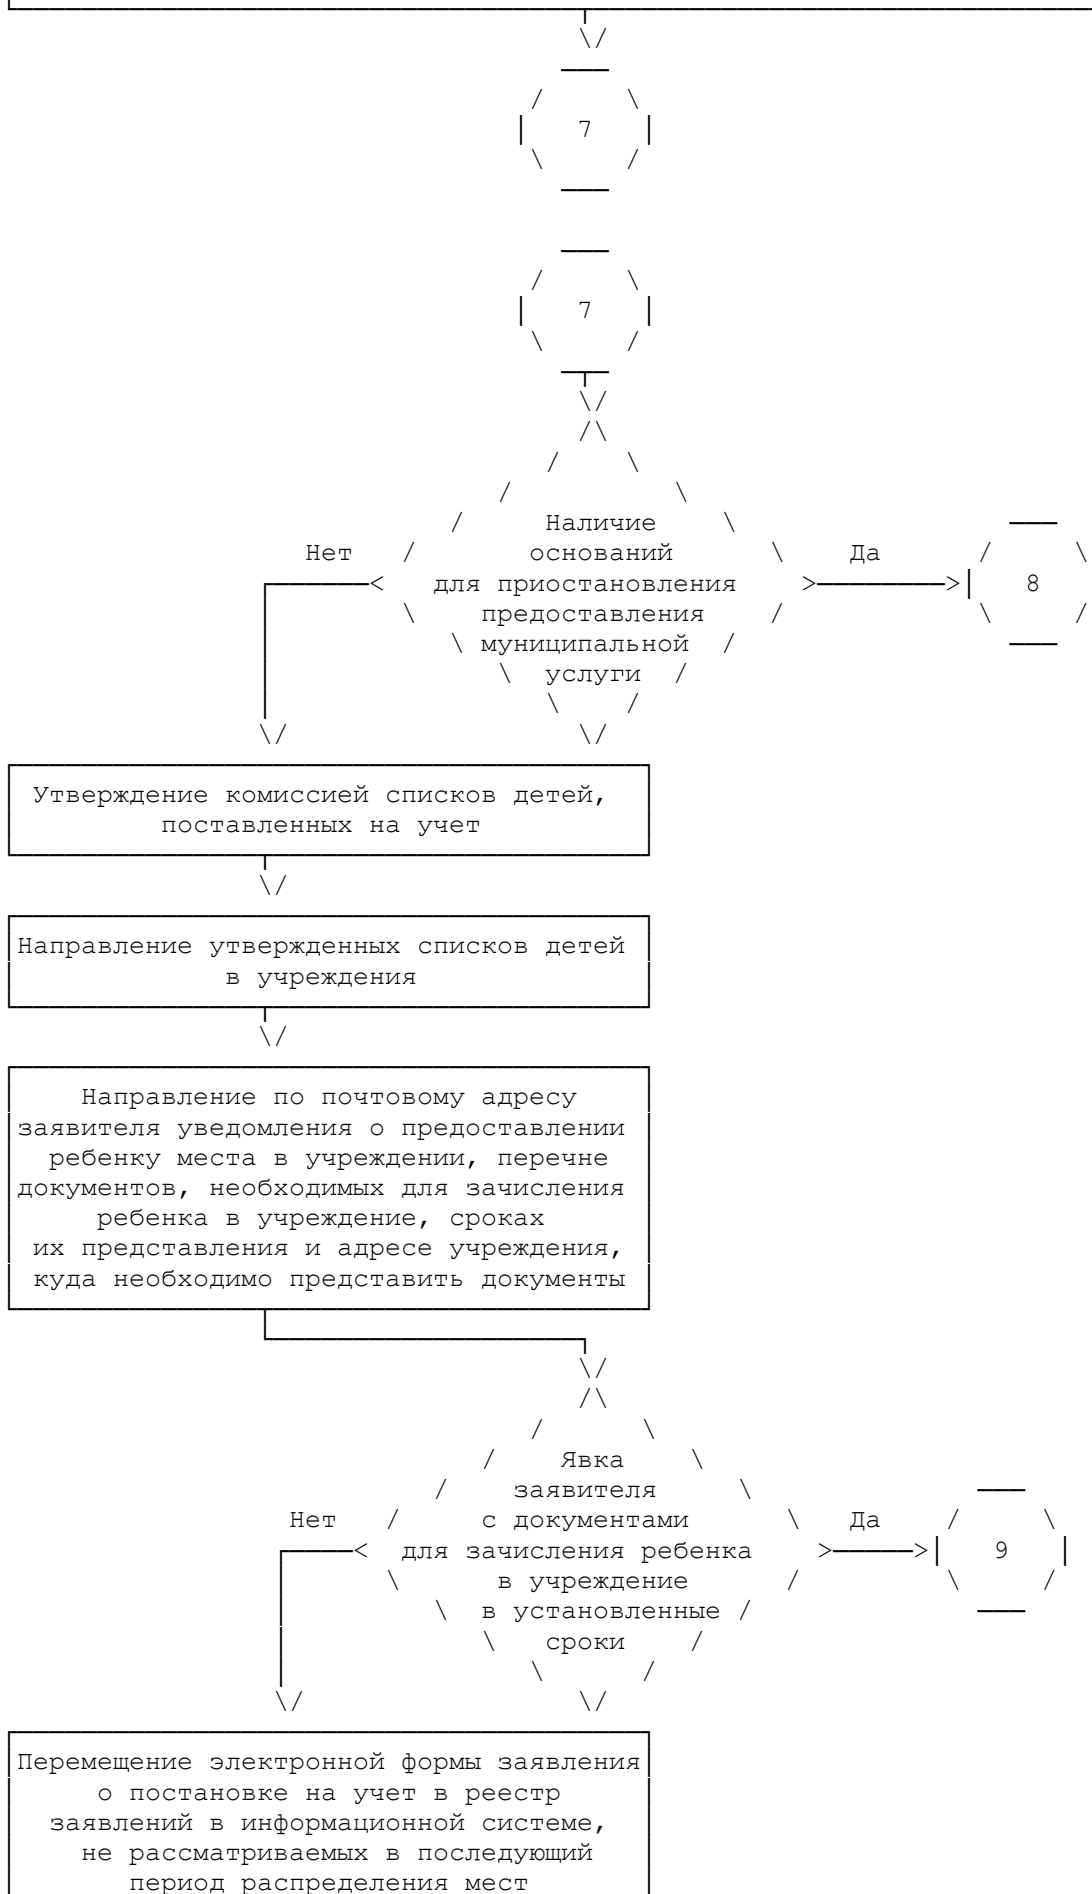 7
7
Наличие
Нет оснований Да
для приостановления 8
предоставления
муниципальной
услуги
Утверждение комиссией списков детей,
поставленных на учет
Направление утвержденных списков детей
в учреждения
Направление по почтовому адресу
заявителя уведомления о предоставлении
ребенку места в учреждении, перечне
документов, необходимых для зачисления
ребенка в учреждение, сроках
их представления и адресе учреждения,
куда необходимо представить документы
Явка
заявителя
Нет с документами Да
для зачисления ребенка 9
в учреждение
в установленные
сроки
Перемещение электронной формы заявления
о постановке на учет в реестр
заявлений в информационной системе,
не рассматриваемых в последующий
период распределения мест